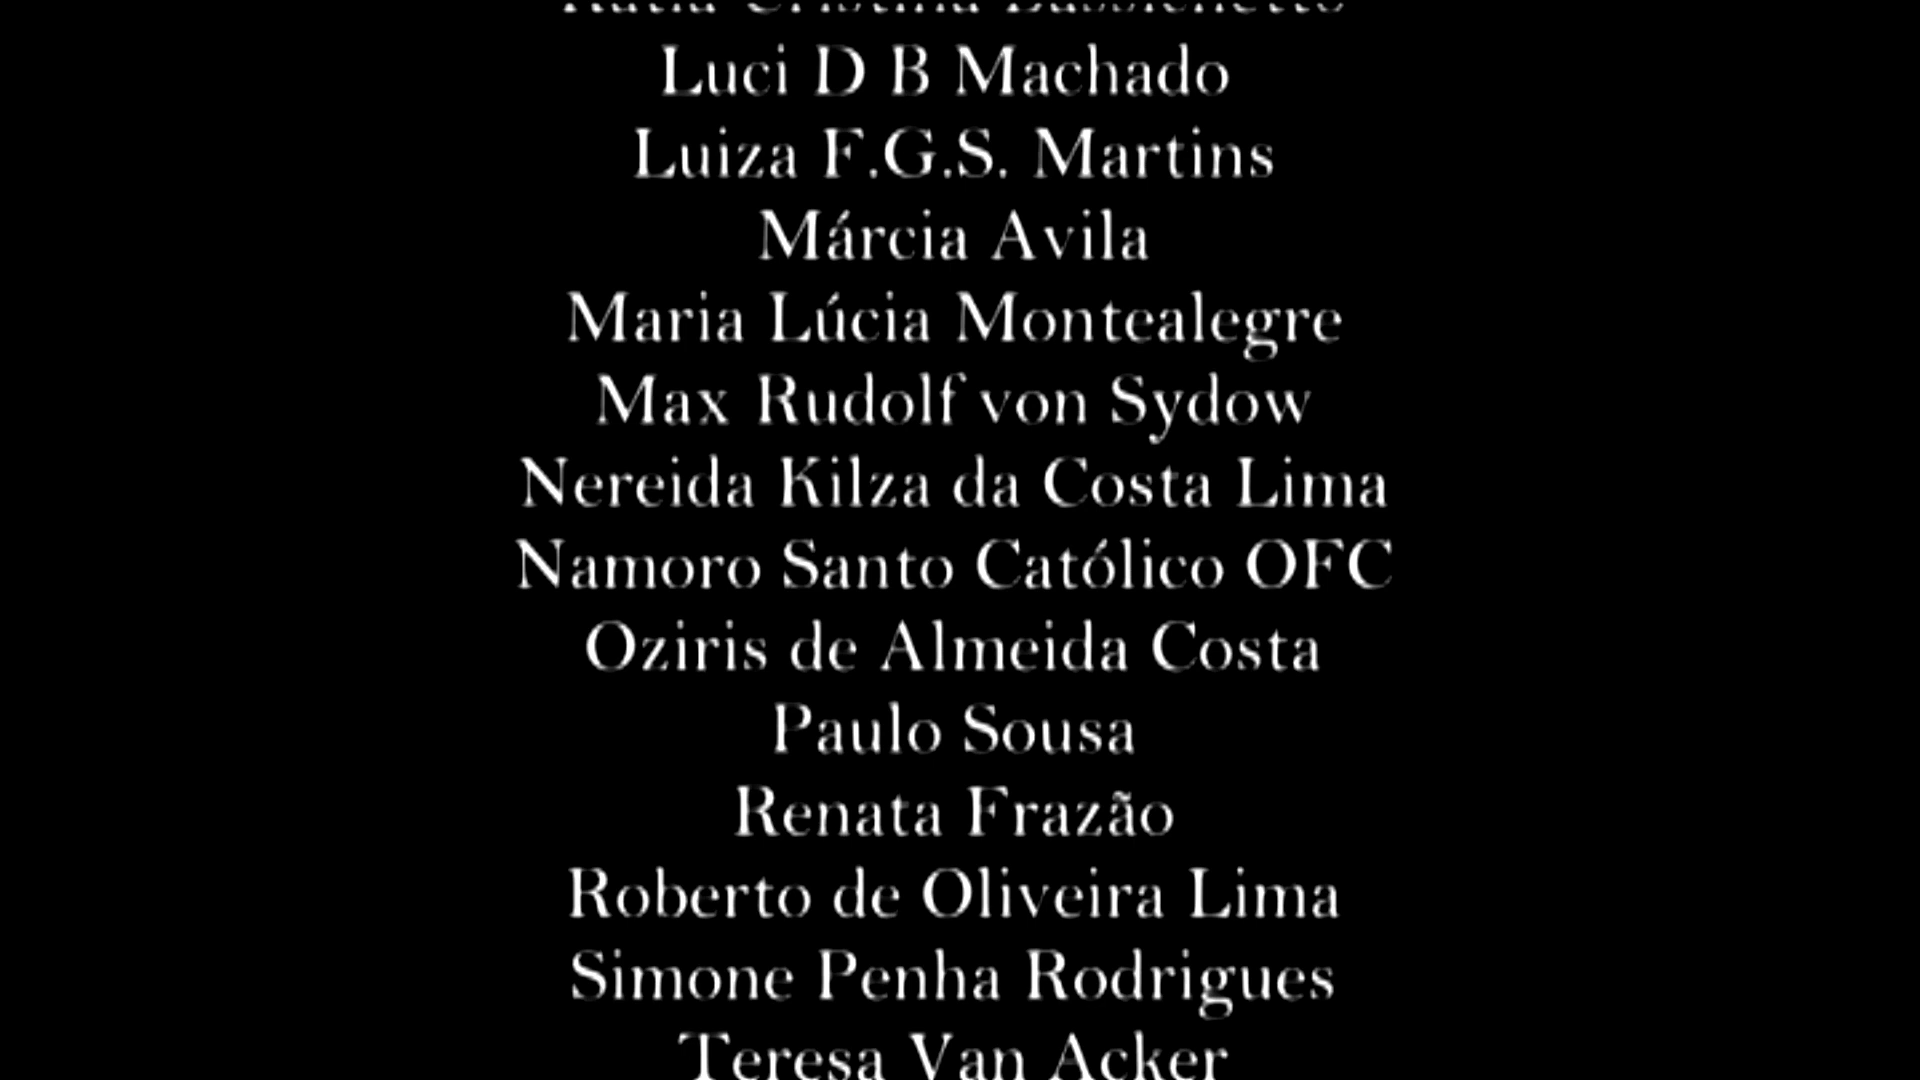 Cristina
Luci D B Machado
Luiza F.G.S. Martins
Márcia Avila
Maria Lúcia Montealegre
Max Rudolf von Sydow
Nereida Kilza da Costa Lima
Namoro Santo Católico OFC
Oziris de Almeida Costa
Paulo Sousa
Renata Frazão
Roberto de Oliveira Lima
Simone Penha Rodrigues
Teresa Van Acker